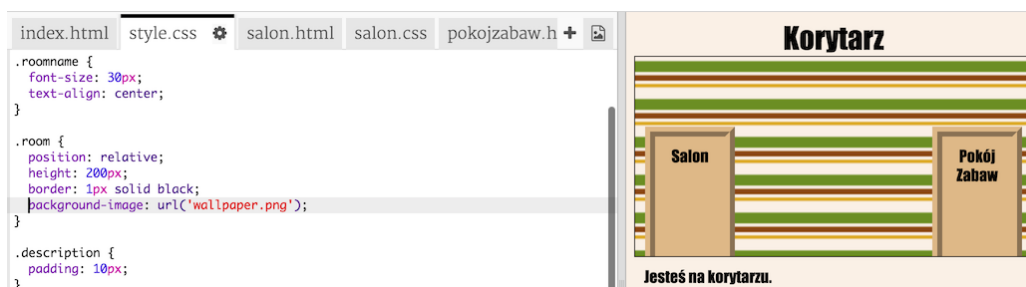 index.html style.css salon.html salon.css pokojzabaw.h
.roomname {
font-size: 30px;
text-align: center;
}
.room {
position: relative;
height: 200px;
border: 1px solid black;
background-image: url('wallpaper.png');
}
.description {
padding: 10px;
}
Korytarz
Salon
Pokój
Zabaw
Jesteś na korytarzu.